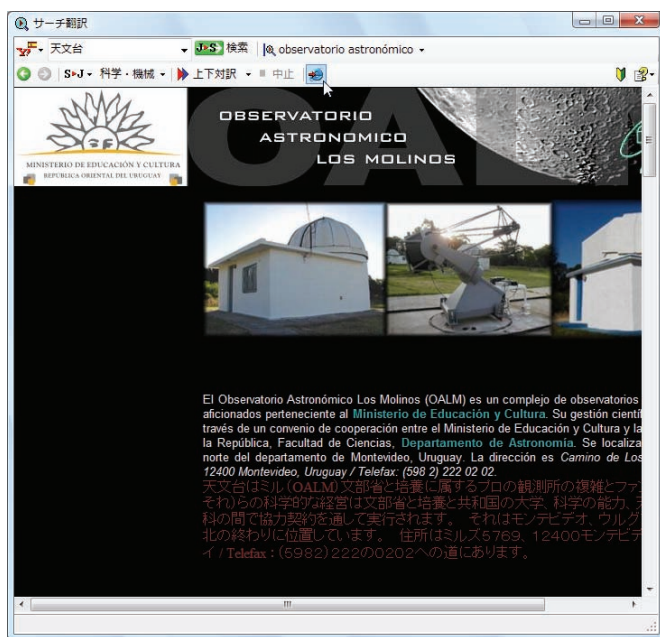 サーチ翻訳
天文台 J▸S 検索 observatorio astronómico
S▸J 科学・機械 上下対訳 中止
MINISTERIO DE EDUCACIÓN Y CULTURA
REPUBLICA ORIENTAL DEL URUGUAY
OALM
OBSERVATORIO
ASTRONOMICO
LOS MOLINOS
El Observatorio Astronómico Los Molinos (OALM) es un complejo de observatorios
aficionados perteneciente al Ministerio de Educación y Cultura. Su gestión científ
través de un convenio de cooperación entre el Ministerio de Educación y Cultura y la
la República, Facultad de Ciencias, Departamento de Astronomía. Se localiza
norte del departamento de Montevideo, Uruguay. La dirección es Camino de Los
12400 Montevideo, Uruguay / Telefax: (598 2) 222 02 02.
天文台はミル(OALM)文部省と培養に属するプロの観測所の複雑とファ
それ)らの科学的な経営は文部省と培養と共和国の大学、科学の能力、天
科の間で協力契約を通して実行されます。 それはモンテビデオ、ウルグ
北の終わりに位置しています。 住所はミルズ5769、12400モンテビデ
イ / Telefax：(5982)222の0202への道にあります。